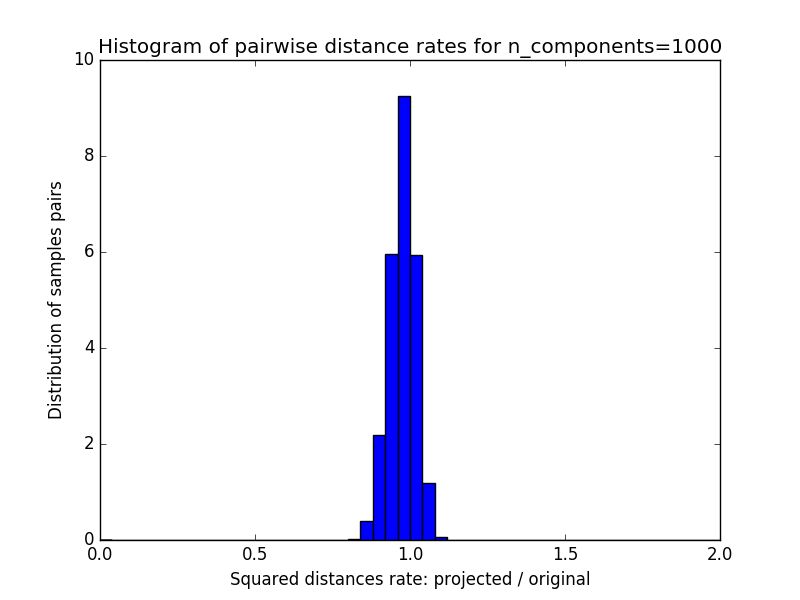 Histogram of pairwise distance rates for n_components=1000
10
8
6
4
2
0
Distribution of samples pairs
0.0 0.5 1.0 1.5 2.0
Squared distances rate: projected / original